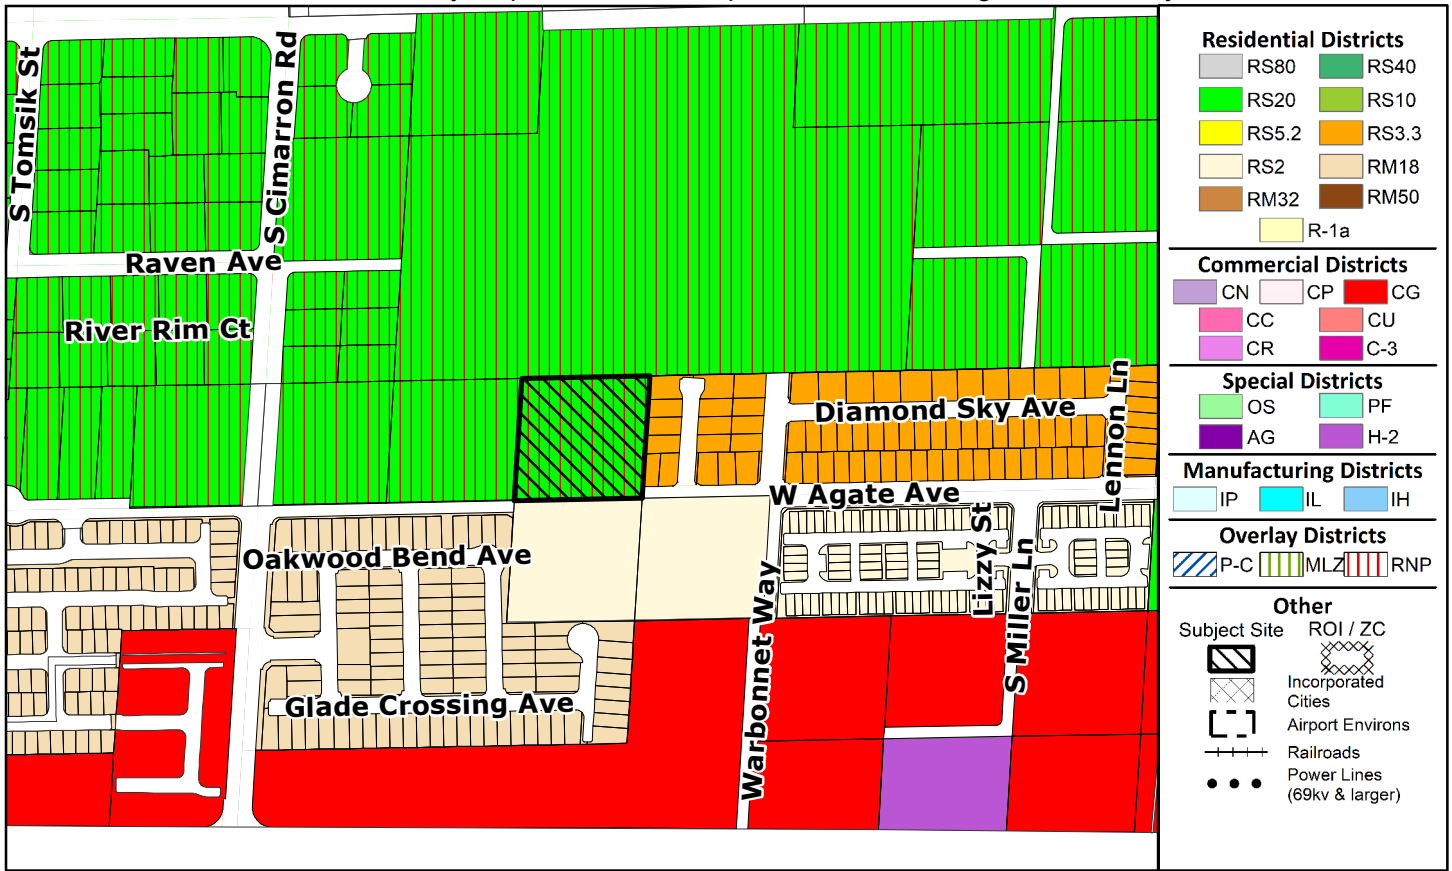 S Tomsik St
S Cimarron Rd
Raven Ave
River Rim Ct
Diamond Sky Ave
Lennon Ln
W Agate Ave
Oakwood Bend Ave
Lizzy St
S Miller Ln
Warbonnet Way
Glade Crossing Ave
Residential Districts
RS80 RS40
RS20 RS10
RS5.2 RS3.3
RS2 RM18
RM32 RM50
R-1a
Commercial Districts
CN CP CG
CC CU
CR C-3
Special Districts
OS PF
AG H-2
Manufacturing Districts
IP IL IH
Overlay Districts
P-C MLZ RNP
Other
Subject Site ROI / ZC
Incorporated
Cities
Airport Environs
Railroads
Power Lines
(69kv & larger)